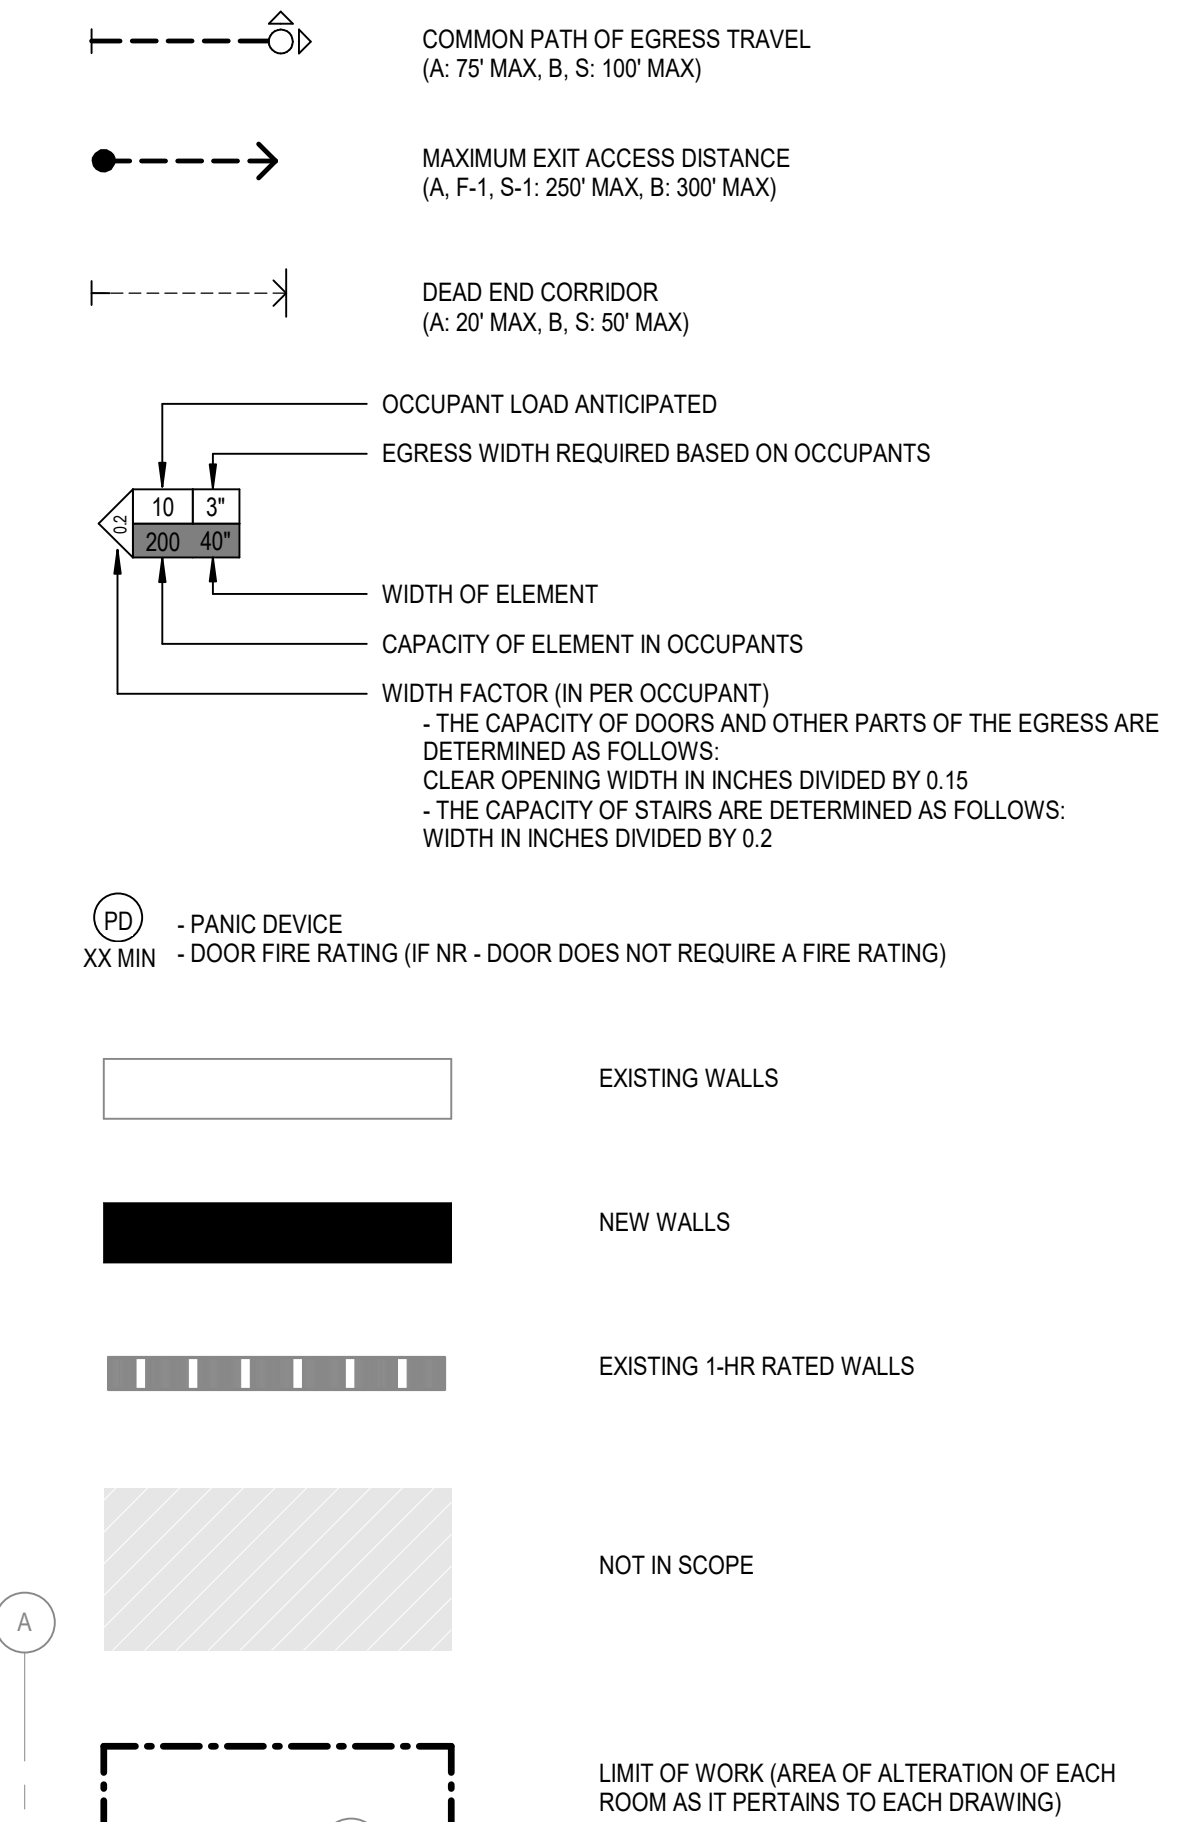 COMMON PATH OF EGRESS TRAVEL
(A: 75' MAX, B, S: 100' MAX)
MAXIMUM EXIT ACCESS DISTANCE
(A, F-1, S-1: 250' MAX, B: 300' MAX)
DEAD END CORRIDOR
(A: 20' MAX, B, S: 50' MAX)
OCCUPANT LOAD ANTICIPATED
EGRESS WIDTH REQUIRED BASED ON OCCUPANTS
0.2
10 3"
200 40"
WIDTH OF ELEMENT
CAPACITY OF ELEMENT IN OCCUPANTS
WIDTH FACTOR (IN PER OCCUPANT)
- THE CAPACITY OF DOORS AND OTHER PARTS OF THE EGRESS ARE
DETERMINED AS FOLLOWS:
CLEAR OPENING WIDTH IN INCHES DIVIDED BY 0.15
- THE CAPACITY OF STAIRS ARE DETERMINED AS FOLLOWS:
WIDTH IN INCHES DIVIDED BY 0.2
PD - PANIC DEVICE
XX MIN - DOOR FIRE RATING (IF NR - DOOR DOES NOT REQUIRE A FIRE RATING)
EXISTING WALLS
NEW WALLS
EXISTING 1-HR RATED WALLS
NOT IN SCOPE
A
LIMIT OF WORK (AREA OF ALTERATION OF EACH
ROOM AS IT PERTAINS TO EACH DRAWING)